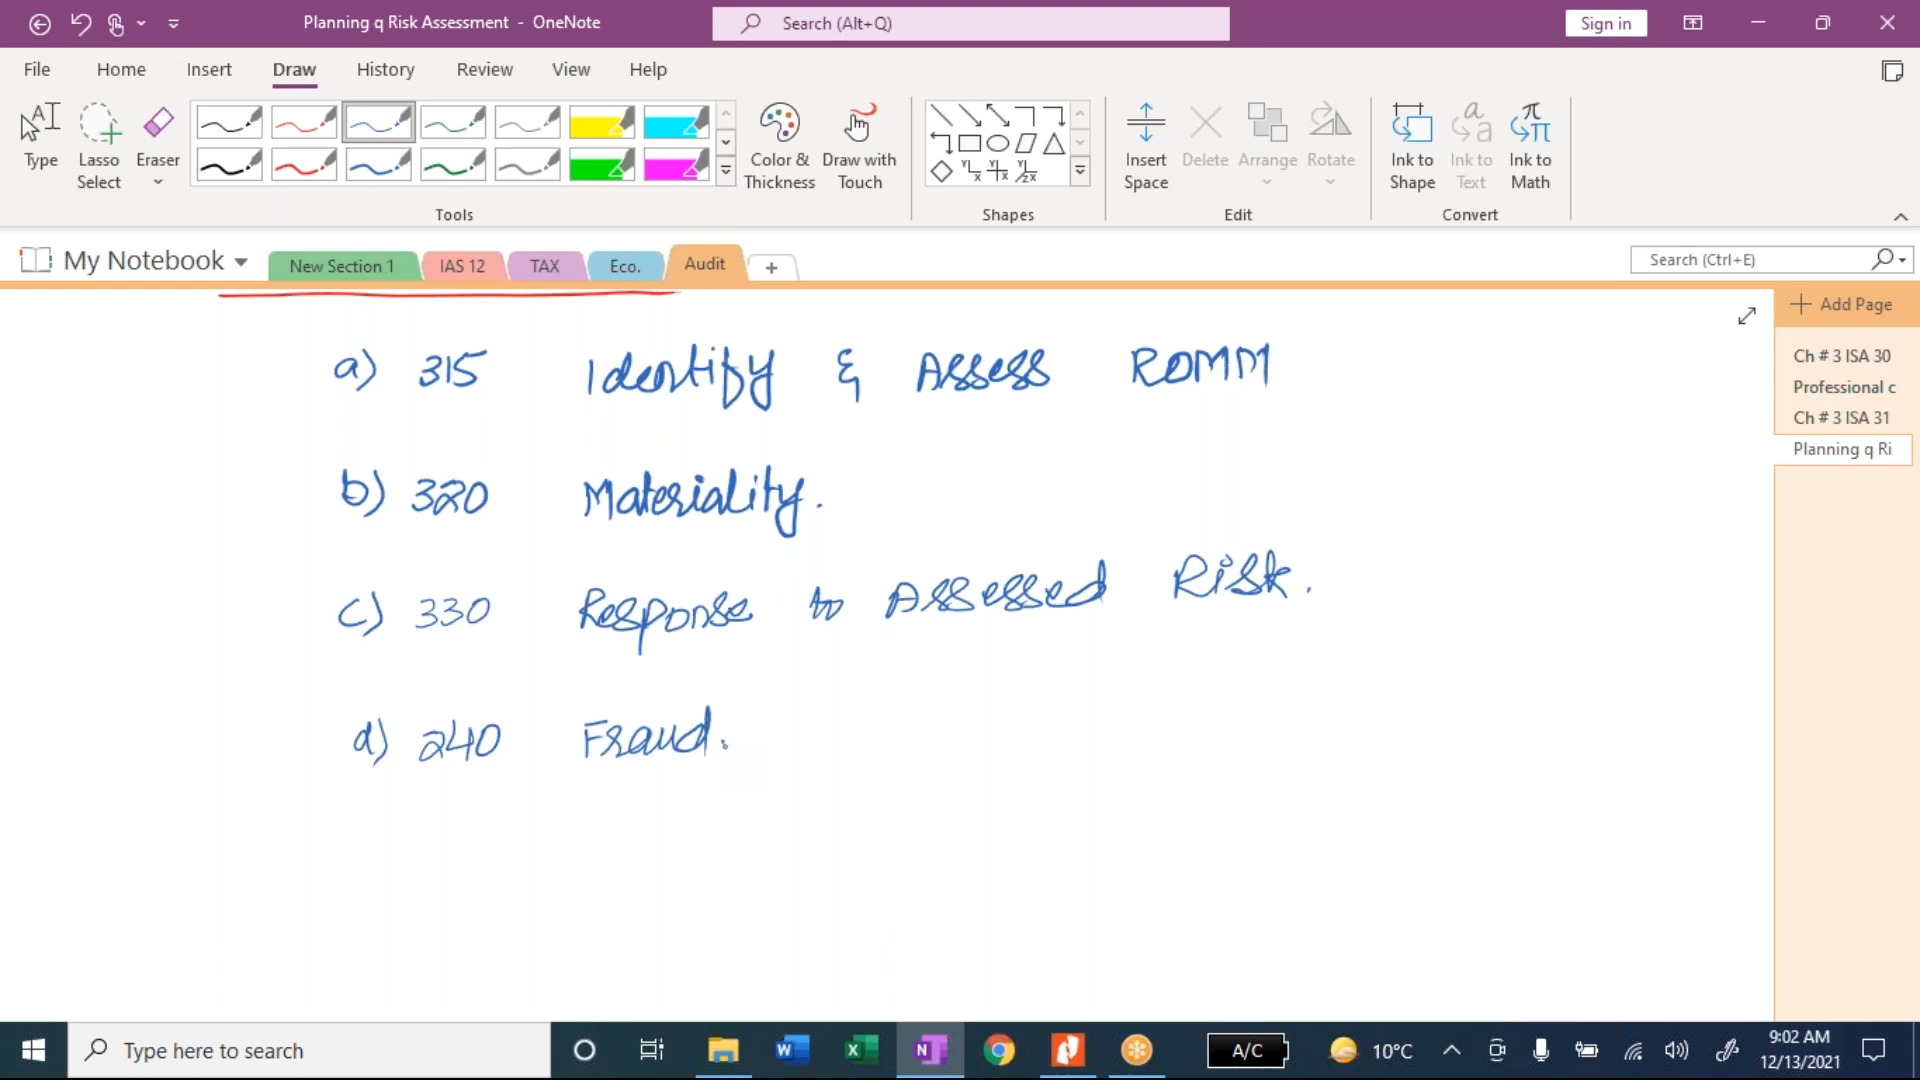 Planning q Risk Assessment - OneNote
Search (Alt+Q)
Sign in
File Home Insert Draw History Review View Help
Type
Lasso Select
Eraser
Color & Thickness
Draw with Touch
Insert Space
Delete
Arrange
Rotate
Ink to Shape
Ink to Text
Ink to Math
Tools Shapes Edit Convert
My Notebook New Section 1 IAS 12 TAX Eco. Audit
Search (Ctrl+E)
Add Page
Ch # 3 ISA 30
Professional c
Ch # 3 ISA 31
Planning q Ri
a) 315 Identify & Assess ROMM
b) 320 Materiality.
c) 330 Response to Assessed Risk.
d) 240 Fraud.
Type here to search
A/C
10°C
9:02 AM
12/13/2021